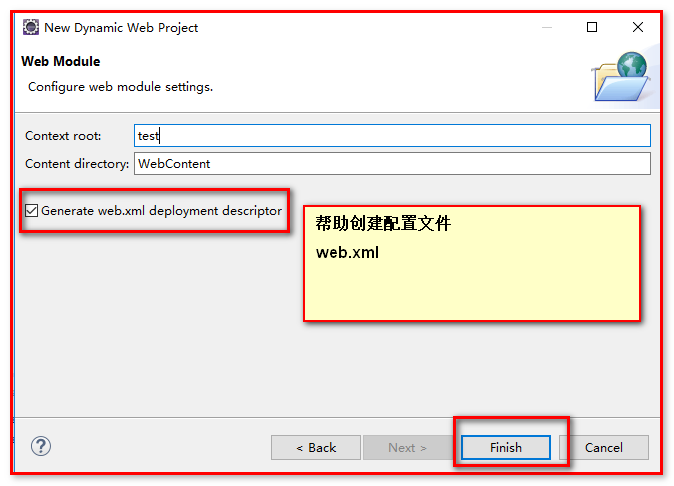 New Dynamic Web Project
Web Module
Configure web module settings.
Context root:
test
Content directory:
WebContent
Generate web.xml deployment descriptor
帮助创建配置文件
web.xml
?
< Back
Next >
Finish
Cancel